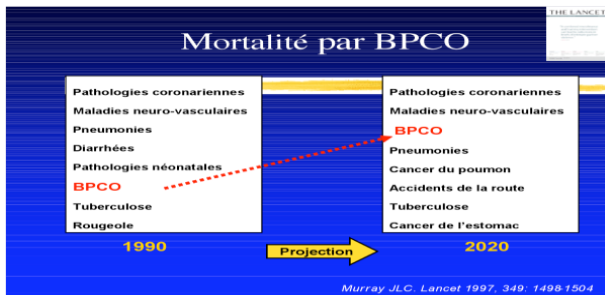 THE LANCET
Mortalité par BPCO
Pathologies coronariennes
Maladies neuro-vasculaires
Pneumonies
Diarrhées
Pathologies néonatales
BPCO
Tuberculose
Rougeole
1990
Projection
Pathologies coronariennes
Maladies neuro-vasculaires
BPCO
Pneumonies
Cancer du poumon
Accidents de la route
Tuberculose
Cancer de l'estomac
2020
Murray JLC. Lancet 1997, 349: 1498-1504